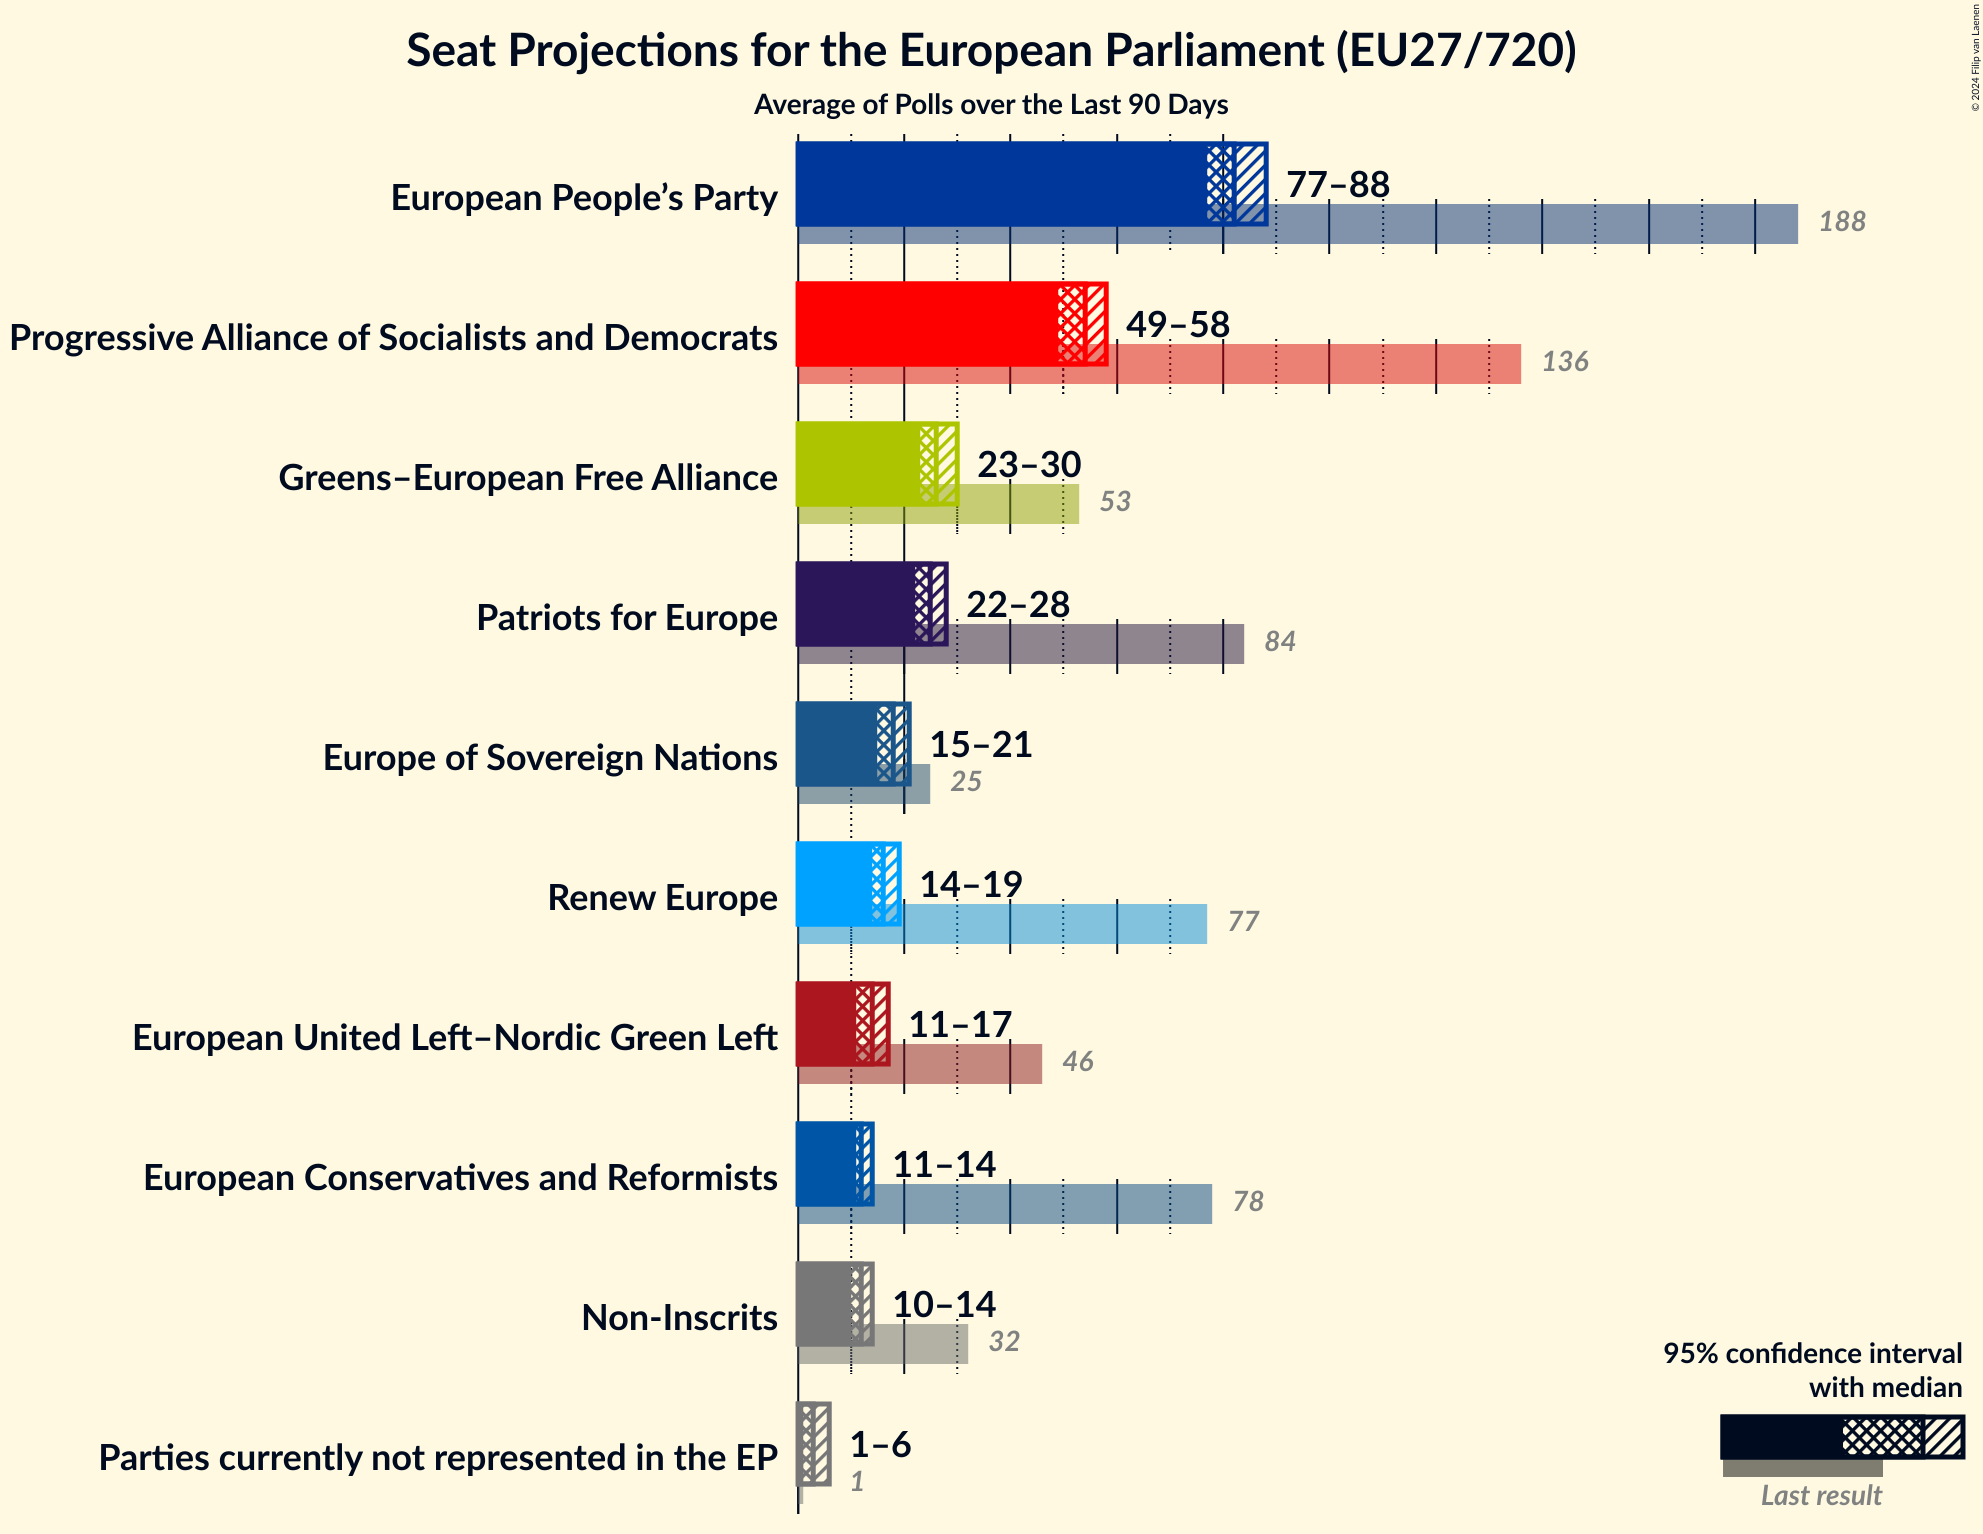 Seat Projections for the European Parliament (EU27/720)
Average of Polls over the Last 90 Days
© 2024 Filip van Laenen
European People’s Party
77–88
188
Progressive Alliance of Socialists and Democrats
49–58
136
Greens–European Free Alliance
23–30
53
Patriots for Europe
22–28
84
Europe of Sovereign Nations
15–21
25
Renew Europe
14–19
77
European United Left–Nordic Green Left
11–17
46
European Conservatives and Reformists
11–14
78
Non-Inscrits
10–14
32
Parties currently not represented in the EP
1–6
1
95% confidence interval
with median
Last result